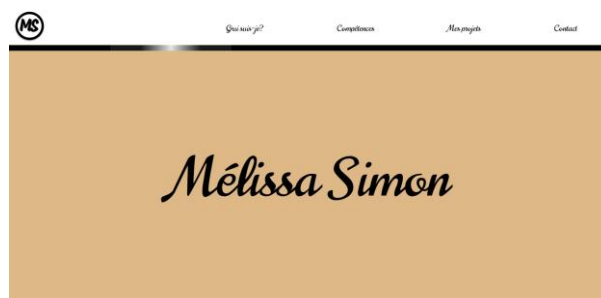 MS
Qui suis-je? Compétences Mes projets Contact
Mélissa Simon